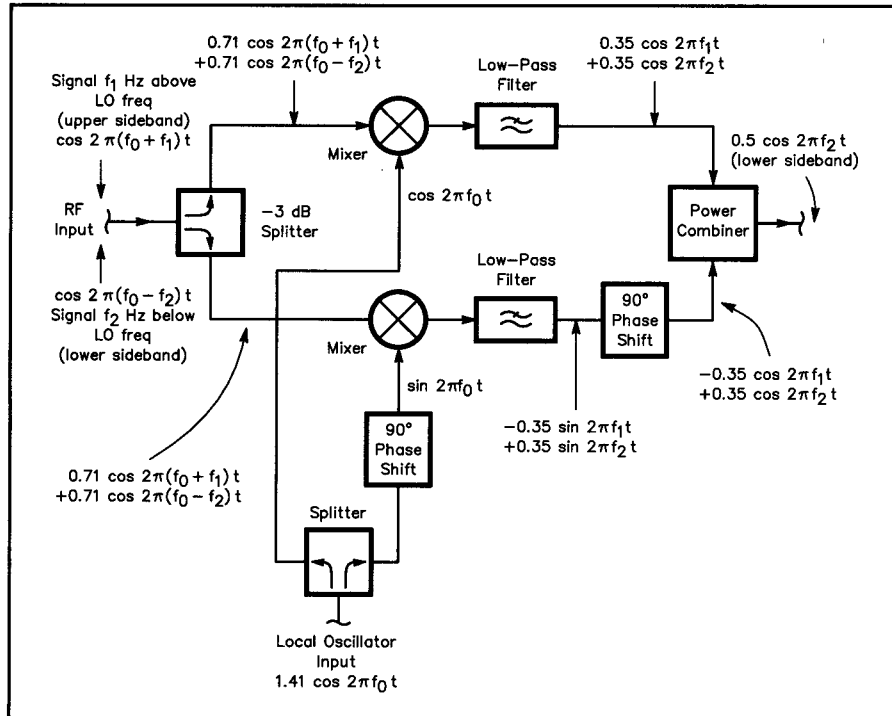 0.71 cos 2π(f₀ + f₁) t
+0.71 cos 2π(f₀ − f₂) t
Signal f₁ Hz above
LO freq
(upper sideband)
cos 2 π(f₀ + f₁) t
RF
Input
cos 2 π(f₀ − f₂) t
Signal f₂ Hz below
LO freq
(lower sideband)
−3 dB
Splitter
Mixer
cos 2πf₀ t
Low-Pass
Filter
0.35 cos 2πf₁ t
+0.35 cos 2πf₂ t
0.5 cos 2πf₂ t
(lower sideband)
Power
Combiner
Low-Pass
Filter
Mixer
sin 2πf₀ t
90°
Phase
Shift
90°
Phase
Shift
−0.35 sin 2πf₁ t
+0.35 sin 2πf₂ t
−0.35 cos 2πf₁ t
+0.35 cos 2πf₂ t
0.71 cos 2π(f₀ + f₁) t
+0.71 cos 2π(f₀ − f₂) t
Splitter
Local Oscillator
Input
1.41 cos 2πf₀ t